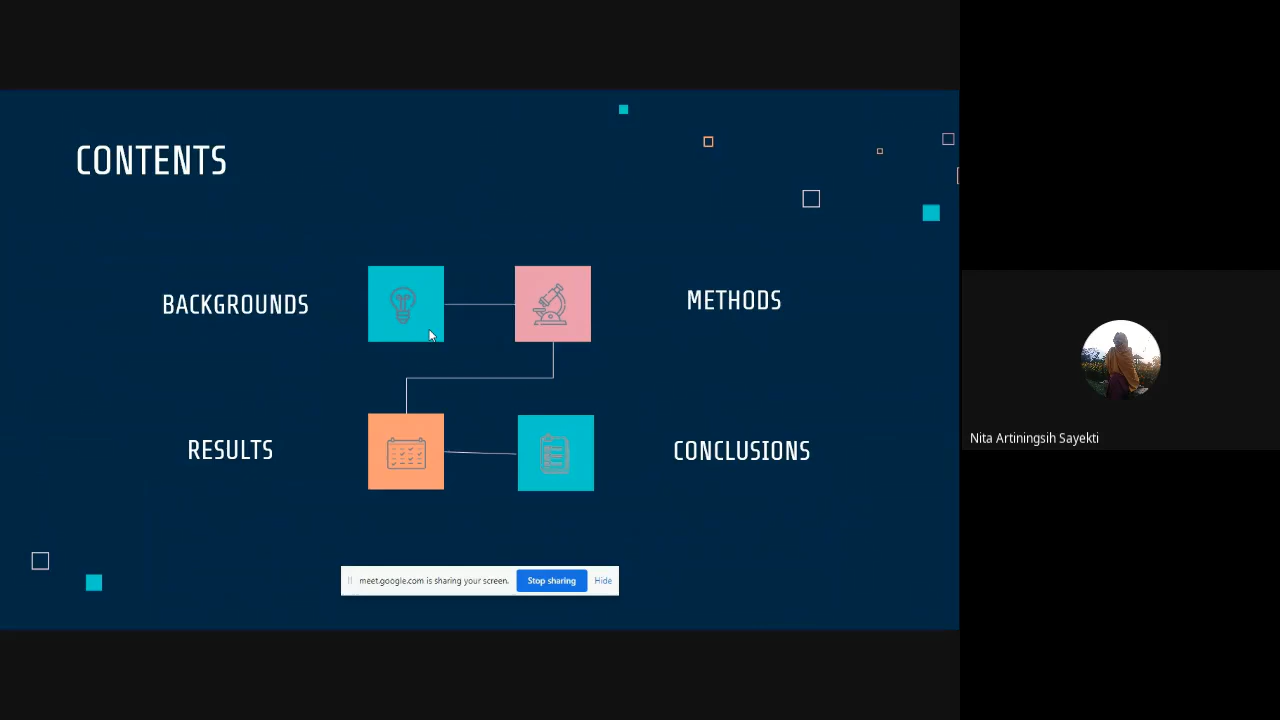 CONTENTS
BACKGROUNDS
METHODS
RESULTS
CONCLUSIONS
meet.google.com is sharing your screen.
Stop sharing
Hide
Nita Artiningsih Sayekti